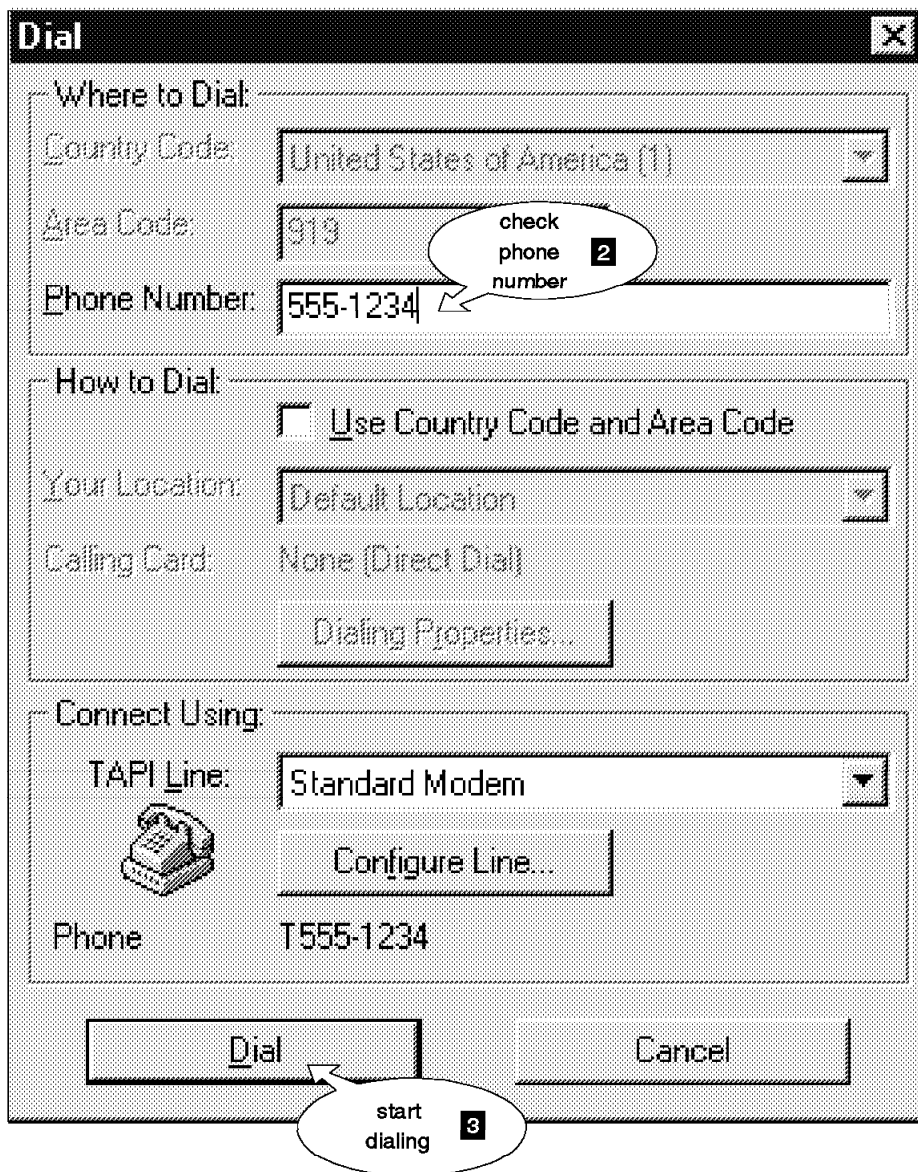 Dial
Where to Dial:
Country Code: United States of America (1)
Area Code: 919
check
phone
number
2
Phone Number: 555-1234
How to Dial:
Use Country Code and Area Code
Your Location: Default Location
Calling Card: None (Direct Dial)
Dialing Properties...
Connect Using:
TAPI Line: Standard Modem
Configure Line...
Phone T555-1234
Dial Cancel
start
dialing
3